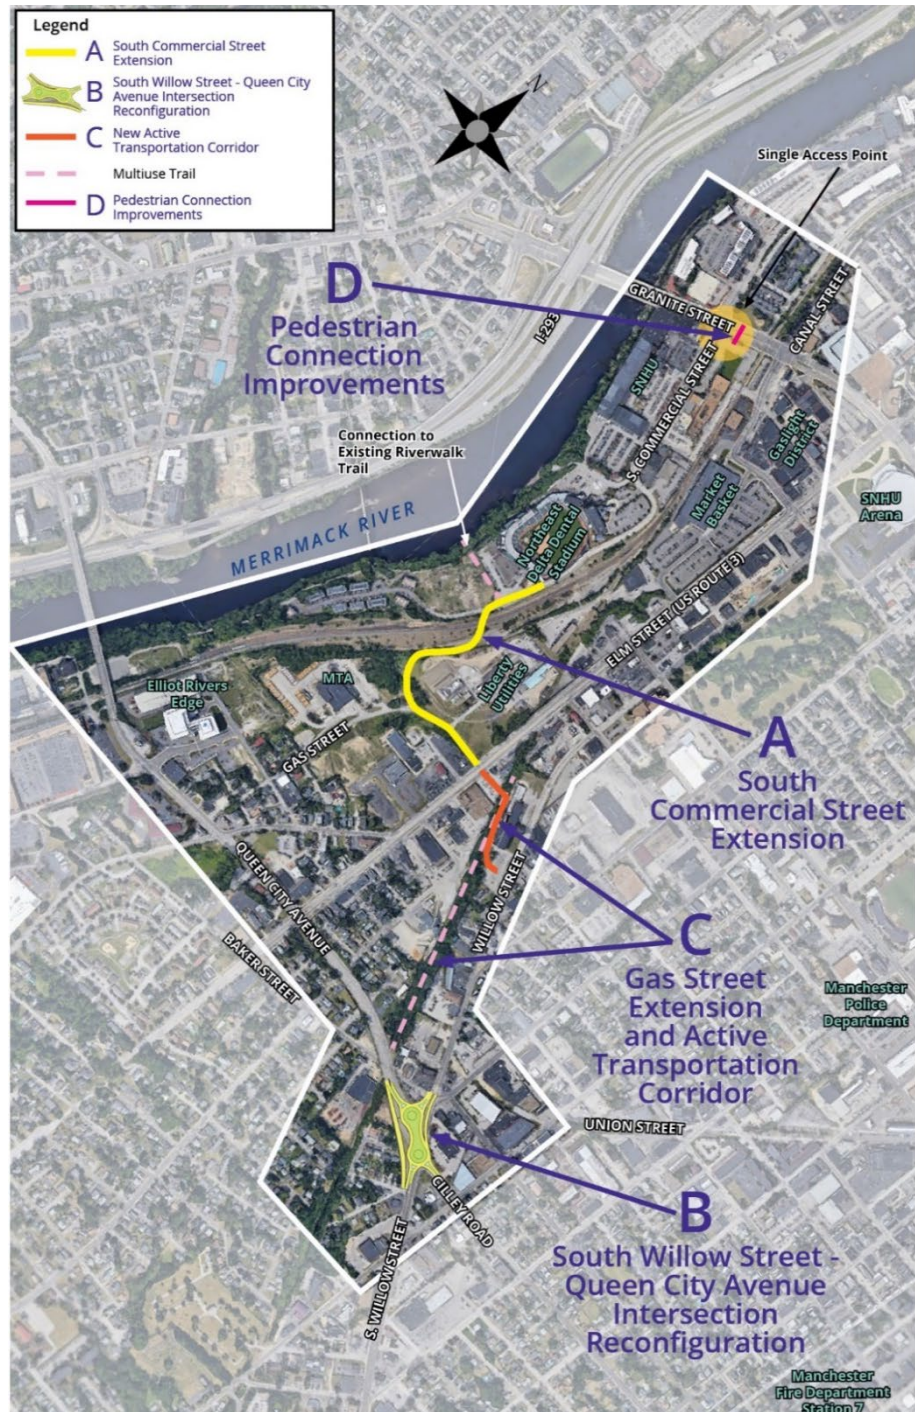 Legend
A South Commercial Street
Extension
B South Willow Street - Queen City
Avenue Intersection
Reconfiguration
C New Active
Transportation Corridor
Multiuse Trail
D Pedestrian Connection
Improvements
N
Single Access Point
D
Pedestrian
Connection
Improvements
I-293
GRANITE STREET
CANAL STREET
SNHU
S. COMMERCIAL STREET
Gaslight
District
Connection to
Existing Riverwalk
Trail
Market
Basket
SNHU
Arena
MERRIMACK RIVER
Northeast
Delta Dental
Stadium
ELM STREET (US ROUTE 3)
Elliot Rivers
Edge
MTA
Liberty
Utilities
GAS STREET
A
South
Commercial Street
Extension
QUEEN CITY AVENUE
WILLOW STREET
BAKER STREET
C
Gas Street
Extension
and Active
Transportation
Corridor
Manchester
Police
Department
UNION STREET
CILLEY ROAD
S. WILLOW STREET
B
South Willow Street -
Queen City Avenue
Intersection
Reconfiguration
Manchester
Fire Department
Station 7